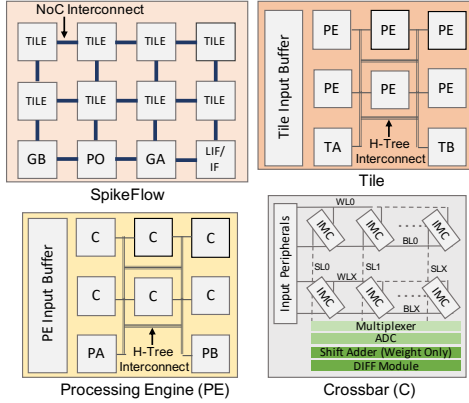 NoC Interconnect
TILE TILE TILE TILE
TILE TILE TILE TILE
GB PO GA LIF/
IF
SpikeFlow
Tile Input Buffer
PE PE PE
PE PE PE
TA TB
H-Tree
Interconnect
Tile
PE Input Buffer
C C C
C C C
PA PB
H-Tree
Interconnect
Processing Engine (PE)
Input Peripherals
WL0
IMC IMC IMC
BL0
SL0 SL1 SLX
WLX
IMC IMC IMC
BLX
Multiplexer
ADC
Shift Adder (Weight Only)
DIFF Module
Crossbar (C)